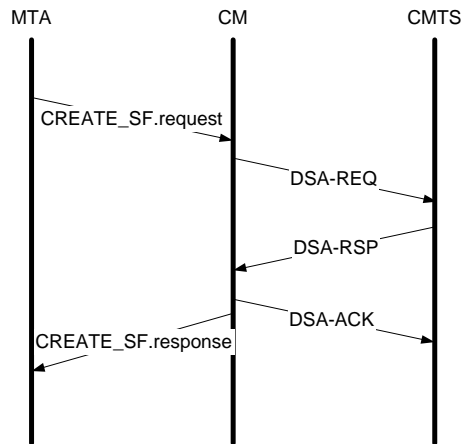 MTA
CM
CMTS
CREATE_SF.request
DSA-REQ
DSA-RSP
DSA-ACK
CREATE_SF.response